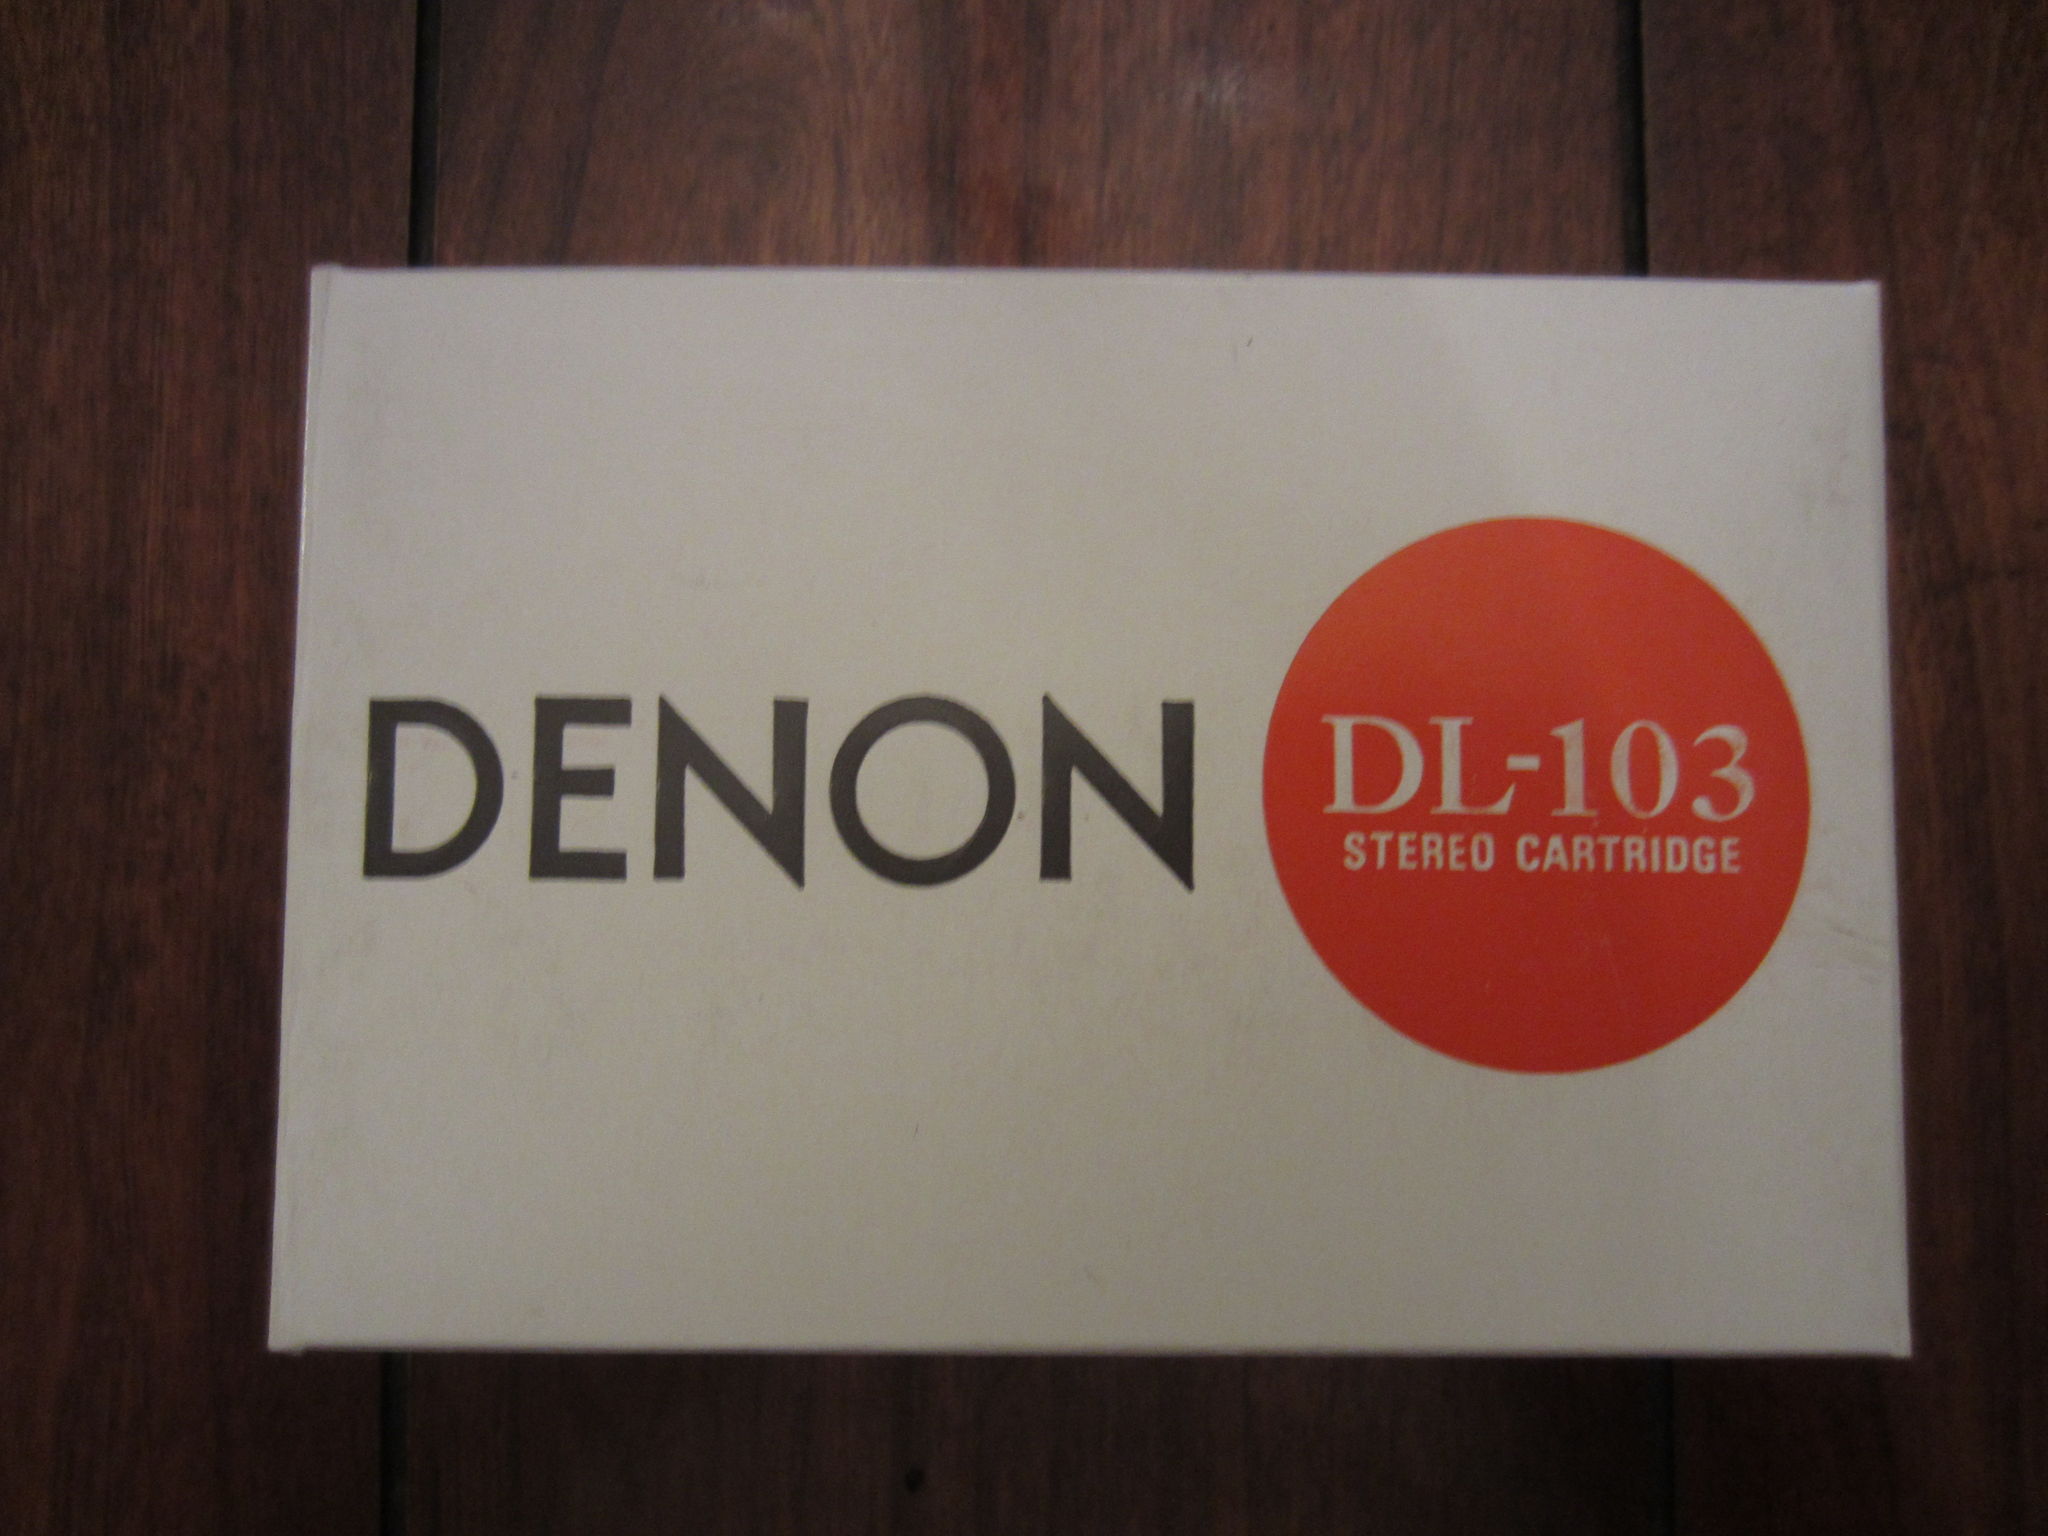 DENON
DL-103
STEREO CARTRIDGE